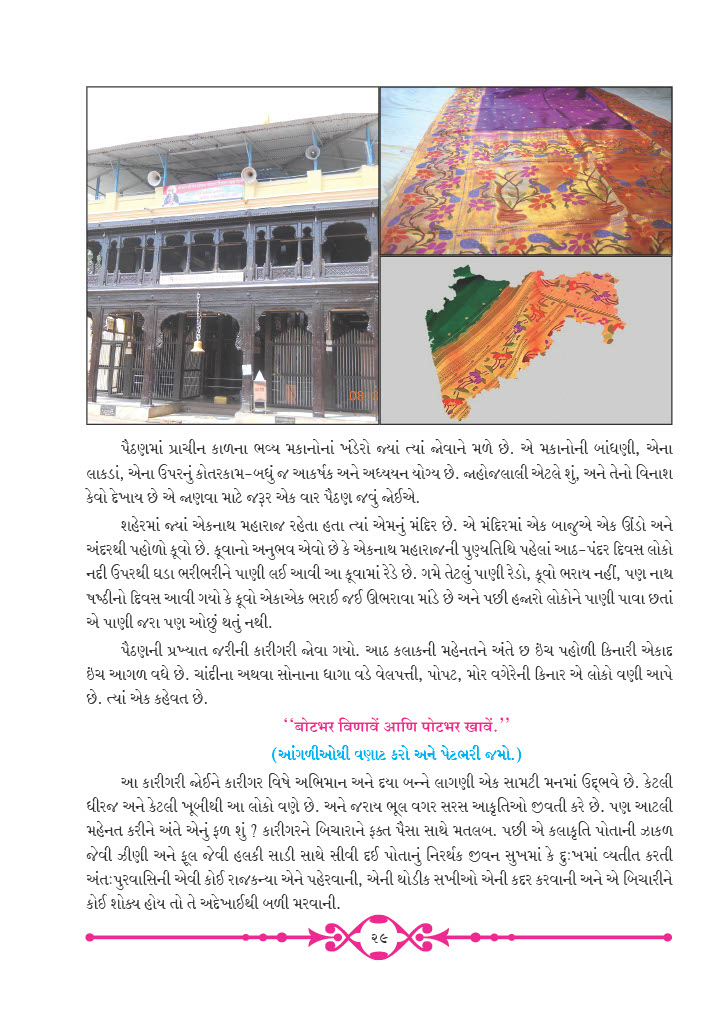 પૈઠણમાં પ્રાચીન કાળના ભવ્ય મકાનોનાં ખંડેરો જ્યાં ત્યાં જોવાને મળે છે. એ મકાનોની બાંધણી, એના
લાકડાં, એના ઉપરનું કોતરકામ-બધું જ આકર્ષક અને અધ્યયન યોગ્ય છે. જાહોજલાલી એટલે શું, અને તેનો વિનાશ
કેવો દેખાય છે એ જાણવા માટે જરૂર એક વાર પૈઠણ જવું જોઈએ.
શહેરમાં જ્યાં એકનાથ મહારાજ રહેતા હતા ત્યાં એમનું મંદિર છે. એ મંદિરમાં એક બાજુએ એક ઊંડો અને
અંદરથી પહોળો કૂવો છે. કૂવાનો અનુભવ એવો છે કે એકનાથ મહારાજની પુણ્યતિથિ પહેલાં આઠ-પંદર દિવસ લોકો
નદી ઉપરથી ઘડા ભરીભરીને પાણી લઈ આવી આ કૂવામાં રેડે છે. ગમે તેટલું પાણી રેડો, કૂવો ભરાય નહીં, પણ નાથ
ષષ્ઠીનો દિવસ આવી ગયો કે કૂવો એકાએક ભરાઈ જઈ ઊભરાવા માંડે છે અને પછી હજારો લોકોને પાણી પાવા છતાં
એ પાણી જરા પણ ઓછું થતું નથી.
પૈઠણની પ્રખ્યાત જરીની કારીગરી જોવા ગયો. આઠ કલાકની મહેનતને અંતે છ ઇંચ પહોળી કિનારી એકાદ
ઇંચ આગળ વધે છે. ચાંદીના અથવા સોનાના ધાગા વડે વેલપત્તી, પોપટ, મોર વગેરેની કિનાર એ લોકો વણી આપે
છે. ત્યાં એક કહેવત છે.
‘‘बोटभर विणावें आणि पोटभर खावें.’’
(આંગળીઓથી વણાટ કરો અને પેટભરી જમો.)
આ કારીગરી જોઈને કારીગર વિષે અભિમાન અને દયા બન્ને લાગણી એક સામટી મનમાં ઉદ્ભવે છે. કેટલી
ધીરજ અને કેટલી ખૂબીથી આ લોકો વણે છે. અને જરાય ભૂલ વગર સરસ આકૃતિઓ જીવતી કરે છે. પણ આટલી
મહેનત કરીને અંતે એનું ફળ શું ? કારીગરને બિચારાને ફક્ત પૈસા સાથે મતલબ. પછી એ કલાકૃતિ પોતાની ઝાકળ
જેવી ઝીણી અને ફૂલ જેવી હલકી સાડી સાથે સીવી દઈ પોતાનું નિરર્થક જીવન સુખમાં કે દુઃખમાં વ્યતીત કરતી
અંતઃપુરવાસિની એવી કોઈ રાજકન્યા એને પહેરવાની, એની થોડીક સખીઓ એની કદર કરવાની અને એ બિચારીને
કોઈ શોક્ય હોય તો તે અદેખાઈથી બળી મરવાની.
૨૯